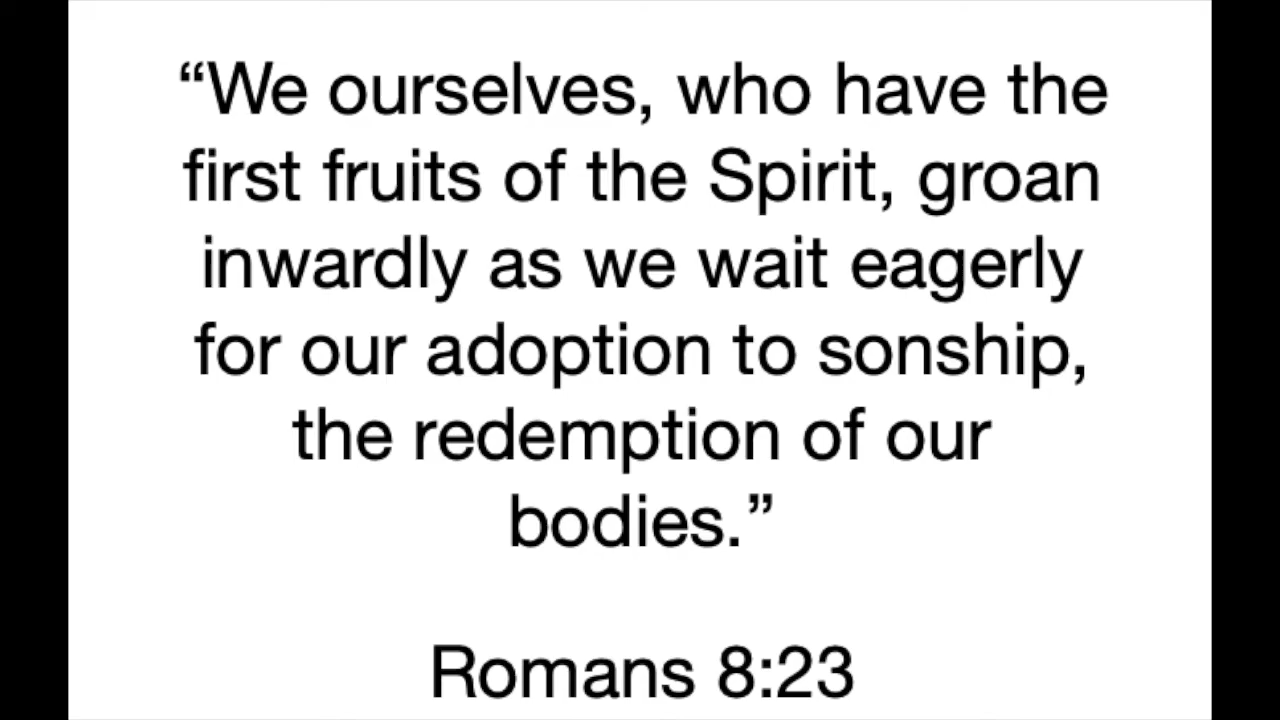 “We ourselves, who have the
first fruits of the Spirit, groan
inwardly as we wait eagerly
for our adoption to sonship,
the redemption of our
bodies.”
Romans 8:23